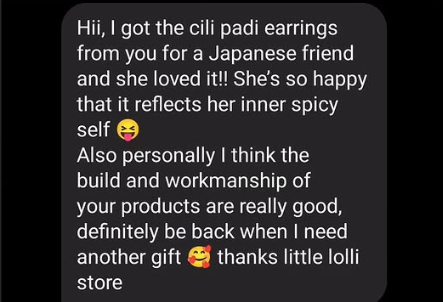 Hii, I got the cili padi earrings
from you for a Japanese friend
and she loved it!! She's so happy
that it reflects her inner spicy
self 😝
Also personally I think the
build and workmanship of
your products are really good,
definitely be back when I need
another gift 🥰 thanks little lolli
store